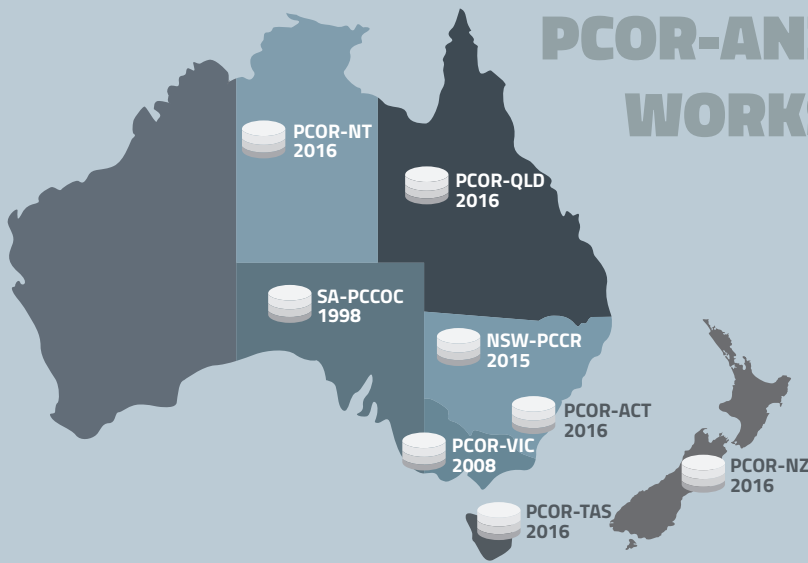 PCOR-AN
WORKS
PCOR-NT
2016
PCOR-QLD
2016
SA-PCCOC
1998
NSW-PCCR
2015
PCOR-ACT
2016
PCOR-VIC
2008
PCOR-NZ
2016
PCOR-TAS
2016